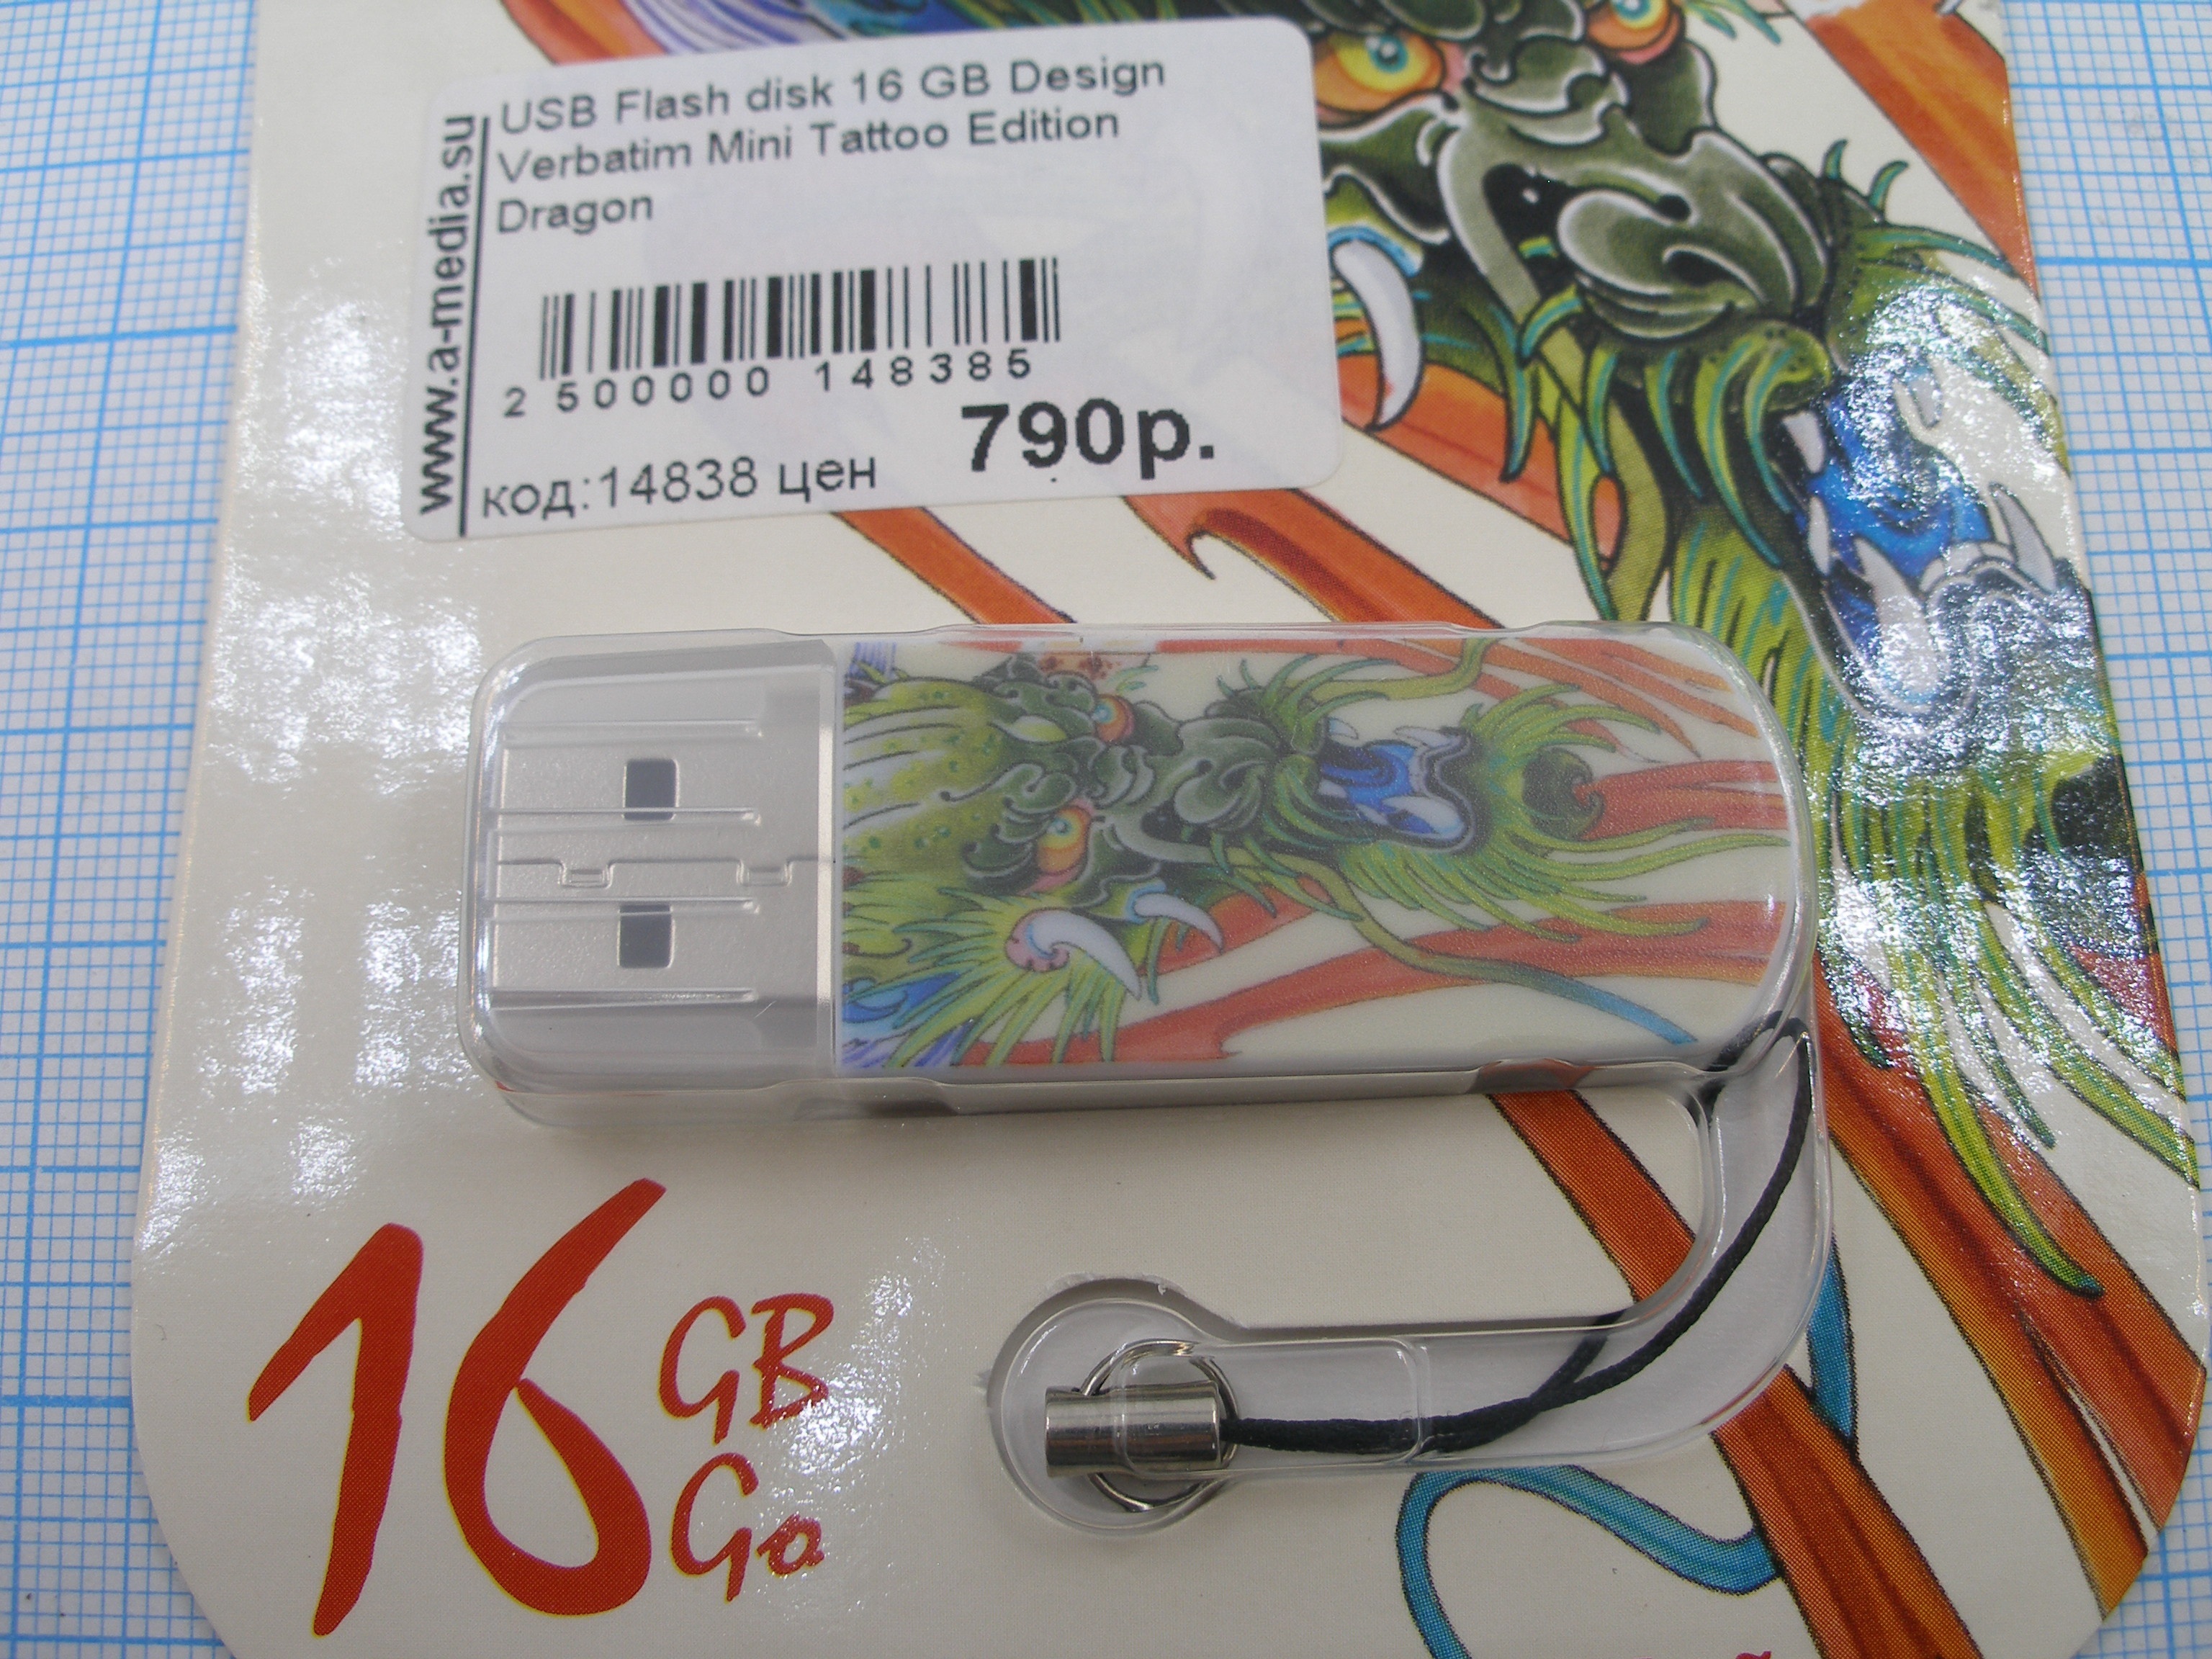 www.a-media.su
USB Flash disk 16 GB Design
Verbatim Mini Tattoo Edition
Dragon
2 500000 148385
790р.
код:14838 цен
16
GB
Go